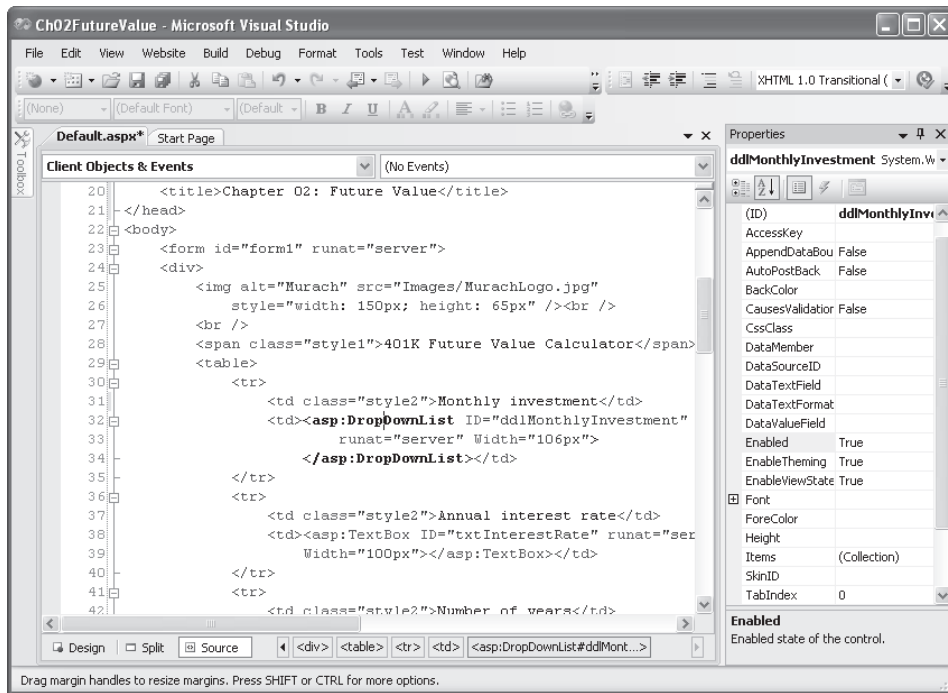 Ch02FutureValue - Microsoft Visual Studio
File Edit View Website Build Debug Format Tools Test Window Help
XHTML 1.0 Transitional (
(None) (Default Font) (Default B I U A
Toolbox
Default.aspx* Start Page
Client Objects & Events (No Events)
20 <title>Chapter 02: Future Value</title>
21 </head>
22 <body>
23 <form id="form1" runat="server">
24 <div>
25 <img alt="Murach" src="Images/MurachLogo.jpg"
26 style="width: 150px; height: 65px" /><br />
27 <br />
28 <span class="style1">401K Future Value Calculator</span>
29 <table>
30 <tr>
31 <td class="style2">Monthly investment</td>
32 <td><asp:DropDownList ID="ddlMonthlyInvestment"
33 runat="server" Width="106px">
34 </asp:DropDownList></td>
35 </tr>
36 <tr>
37 <td class="style2">Annual interest rate</td>
38 <td><asp:TextBox ID="txtInterestRate" runat="ser
39 Width="100px"></asp:TextBox></td>
40 </tr>
41 <tr>
42 <td class="style2">Number of years</td>
Design Split Source <div> <table> <tr> <td> <asp:DropDownList#ddlMont...>
Properties
ddlMonthlyInvestment System.W
(ID) ddlMonthlyInv
AccessKey
AppendDataBou False
AutoPostBack False
BackColor
CausesValidation False
CssClass
DataMember
DataSourceID
DataTextField
DataTextFormat
DataValueField
Enabled True
EnableTheming True
EnableViewState True
Font
ForeColor
Height
Items (Collection)
SkinID
TabIndex 0
Enabled
Enabled state of the control.
Drag margin handles to resize margins. Press SHIFT or CTRL for more options.